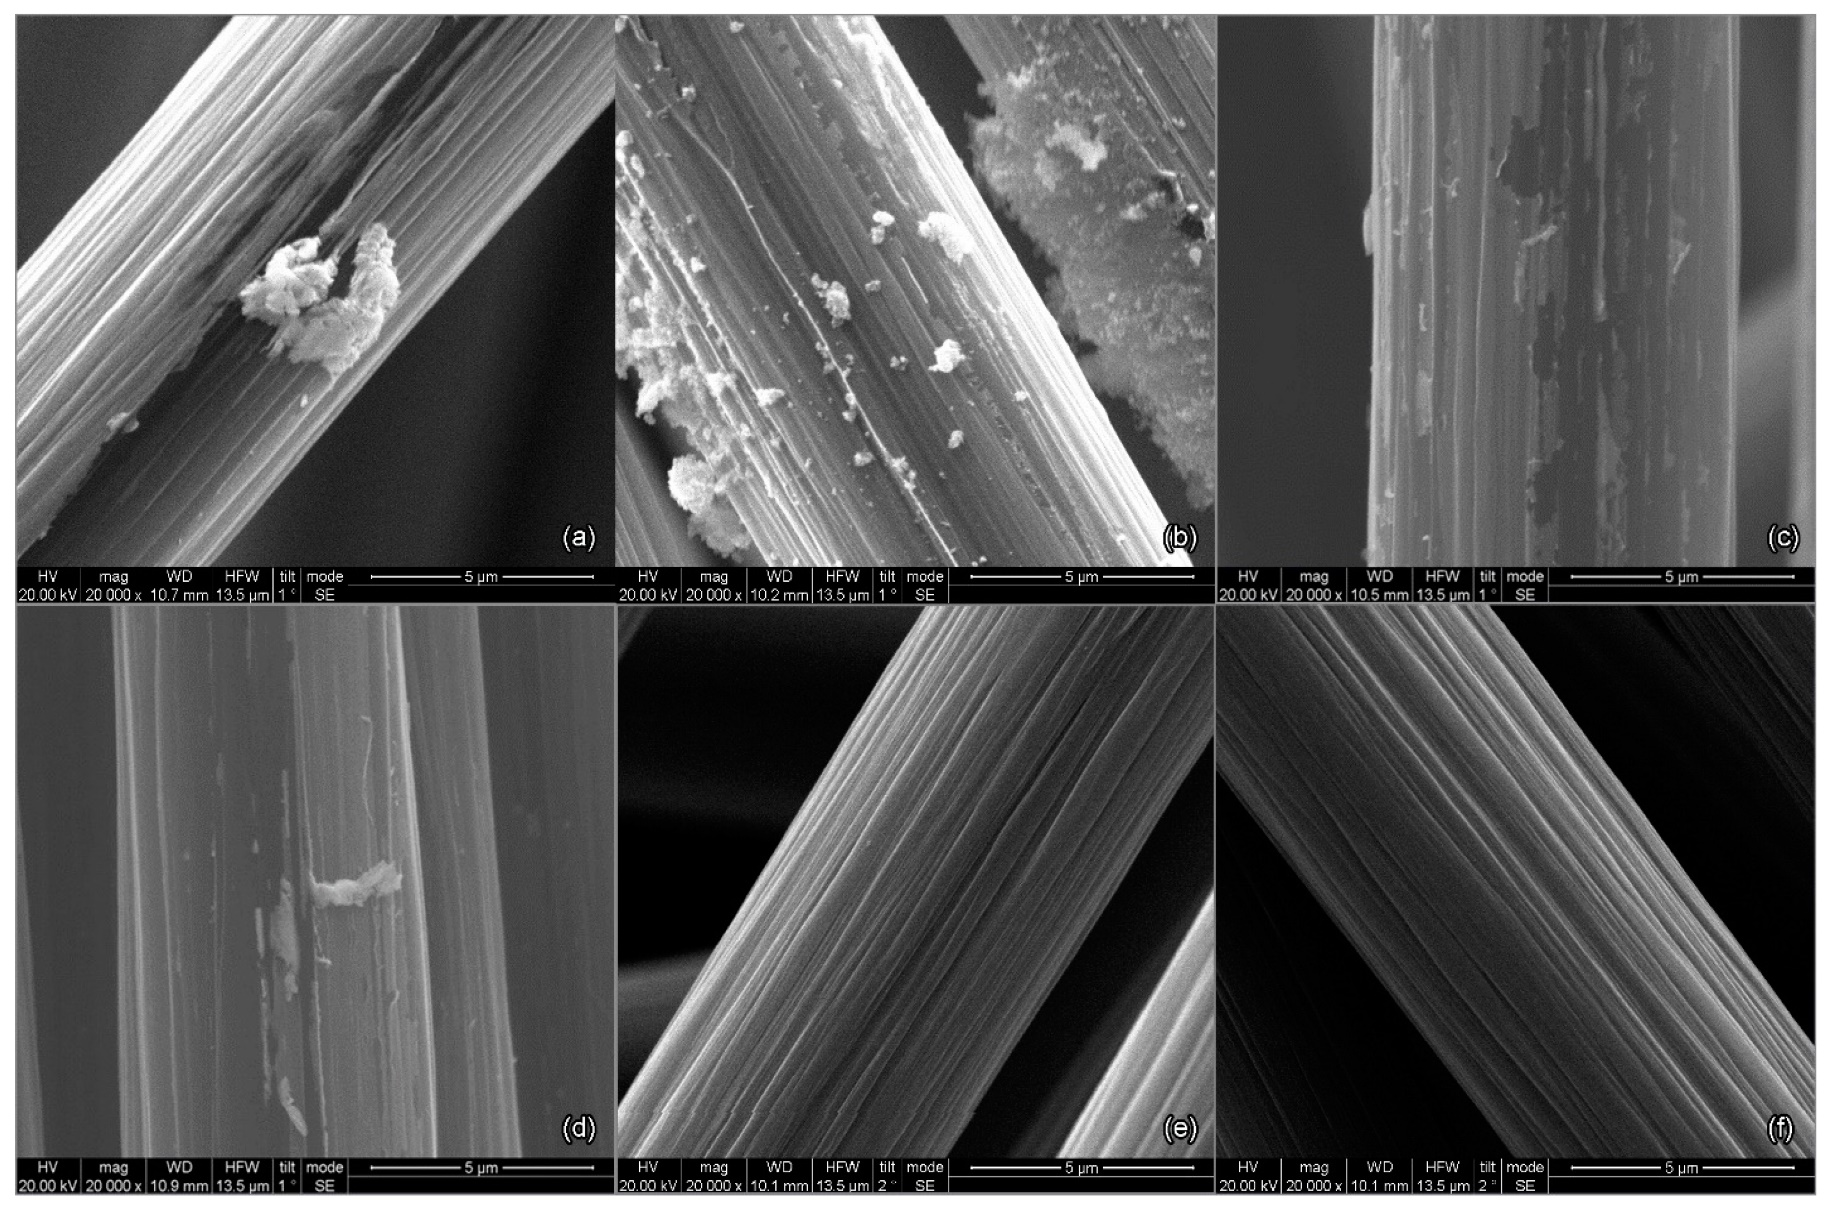 (a)
HV mag WD HFW tilt mode 5 µm
20.00 kV 20 000 x 10.7 mm 13.5 µm 1 ° SE
(b)
HV mag WD HFW tilt mode 5 µm
20.00 kV 20 000 x 10.2 mm 13.5 µm 1 ° SE
(c)
HV mag WD HFW tilt mode 5 µm
20.00 kV 20 000 x 10.5 mm 13.5 µm 1 ° SE
(d)
HV mag WD HFW tilt mode 5 µm
20.00 kV 20 000 x 10.9 mm 13.5 µm 1 ° SE
(e)
HV mag WD HFW tilt mode 5 µm
20.00 kV 20 000 x 10.1 mm 13.5 µm 2 ° SE
(f)
HV mag WD HFW tilt mode 5 µm
20.00 kV 20 000 x 10.1 mm 13.5 µm 2 ° SE